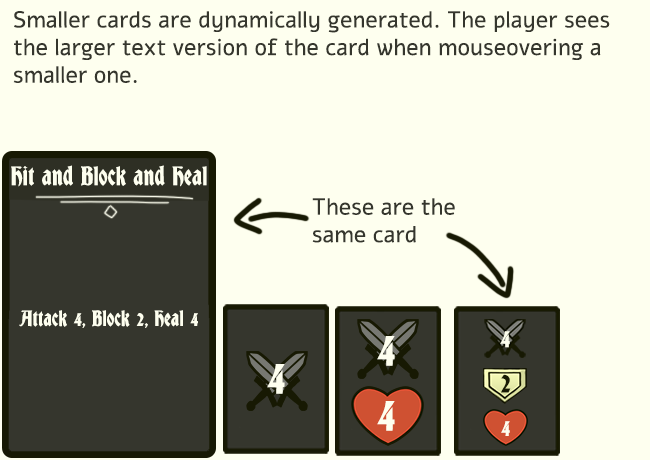 Smaller cards are dynamically generated. The player sees
the larger text version of the card when mouseovering a
smaller one.
Hit and Block and Heal
These are the
same card
Attack 4, Block 2, Heal 4
4
4
4
4
2
4